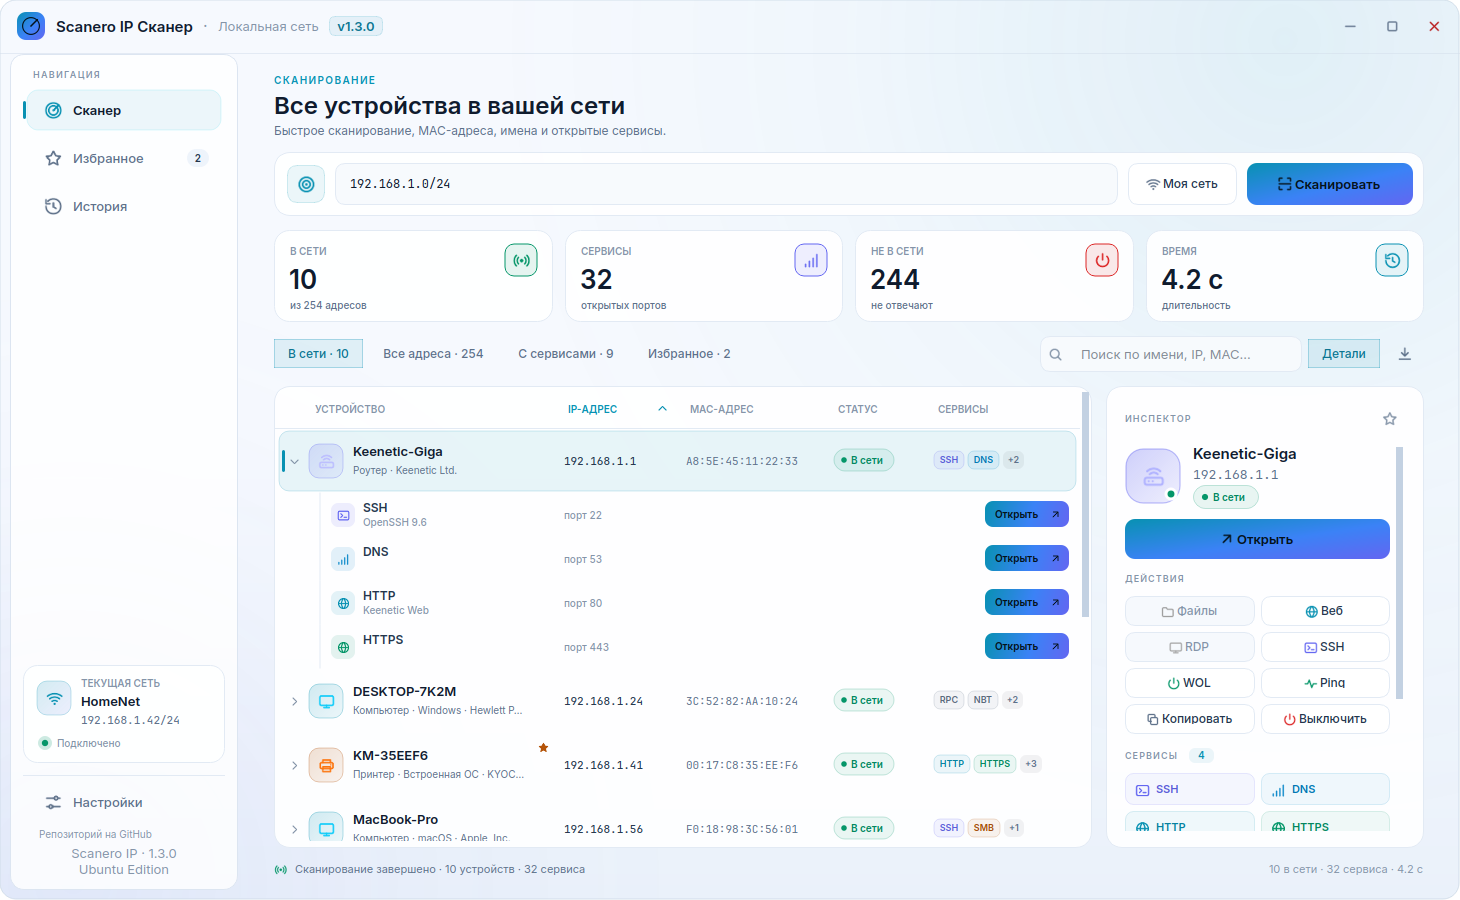 Scanero IP Сканер · Локальная сеть v1.3.0
НАВИГАЦИЯ
Сканер
Избранное 2
История
ТЕКУЩАЯ СЕТЬ
HomeNet
192.168.1.42/24
Подключено
Настройки
Репозиторий на GitHub
Scanero IP · 1.3.0
Ubuntu Edition
СКАНИРОВАНИЕ
Все устройства в вашей сети
Быстрое сканирование, MAC-адреса, имена и открытые сервисы.
192.168.1.0/24 Моя сеть Сканировать
В СЕТИ
10
из 254 адресов
СЕРВИСЫ
32
открытых портов
НЕ В СЕТИ
244
не отвечают
ВРЕМЯ
4.2 с
длительность
В сети · 10 Все адреса · 254 С сервисами · 9 Избранное · 2 Поиск по имени, IP, MAC... Детали
УСТРОЙСТВО IP-АДРЕС MAC-АДРЕС СТАТУС СЕРВИСЫ
Keenetic-Giga
Роутер · Keenetic Ltd.
192.168.1.1 A8:5E:45:11:22:33 В сети SSH DNS +2
SSH
OpenSSH 9.6
порт 22 Открыть
DNS
порт 53 Открыть
HTTP
Keenetic Web
порт 80 Открыть
HTTPS
порт 443 Открыть
DESKTOP-7K2M
Компьютер · Windows · Hewlett P...
192.168.1.24 3C:52:82:AA:10:24 В сети RPC NBT +2
KM-35EEF6
Принтер · Встроенная ОС · KYOC...
192.168.1.41 00:17:C8:35:EE:F6 В сети HTTP HTTPS +3
MacBook-Pro
Компьютер · macOS · Apple, Inc.
192.168.1.56 F0:18:98:3C:56:01 В сети SSH SMB +1
ИНСПЕКТОР
Keenetic-Giga
192.168.1.1
В сети
Открыть
ДЕЙСТВИЯ
Файлы Веб
RDP SSH
WOL Ping
Копировать Выключить
СЕРВИСЫ 4
SSH DNS
HTTP HTTPS
Сканирование завершено · 10 устройств · 32 сервиса
10 в сети · 32 сервиса · 4.2 с